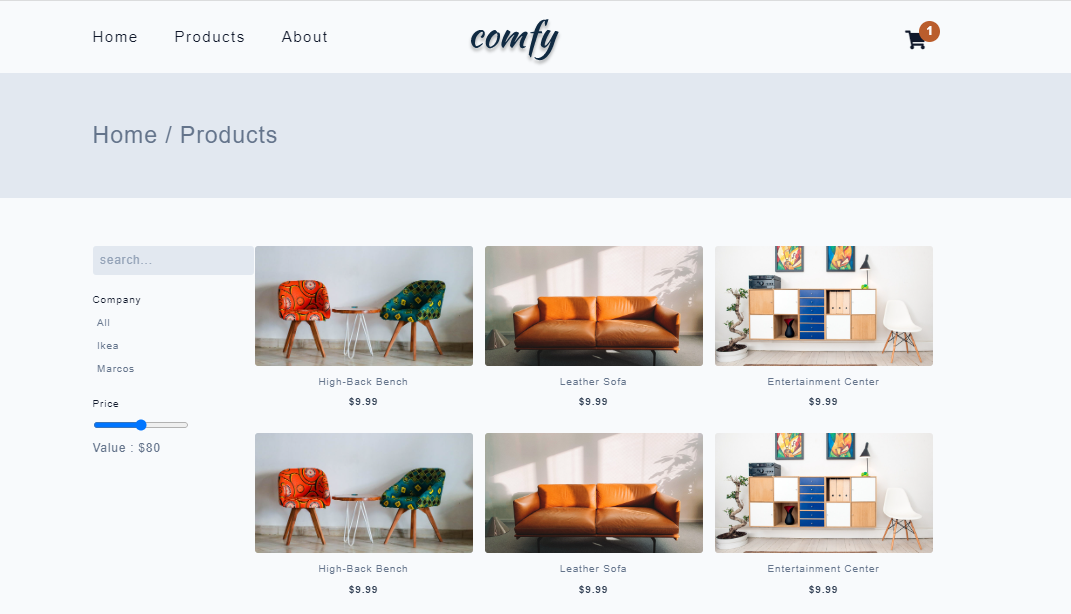 Home Products About comfy 1
Home / Products
search...
Company
All
Ikea
Marcos
Price
Value : $80
High-Back Bench Leather Sofa Entertainment Center
$9.99 $9.99 $9.99
High-Back Bench Leather Sofa Entertainment Center
$9.99 $9.99 $9.99